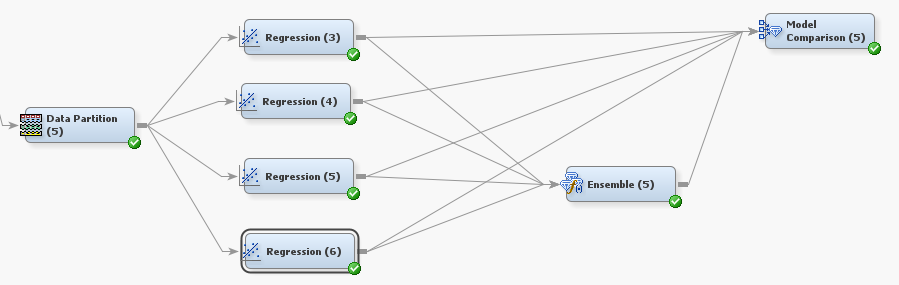 Regression (3)
Model
Comparison (5)
Regression (4)
Data Partition
(5)
Regression (5)
Ensemble (5)
Regression (6)